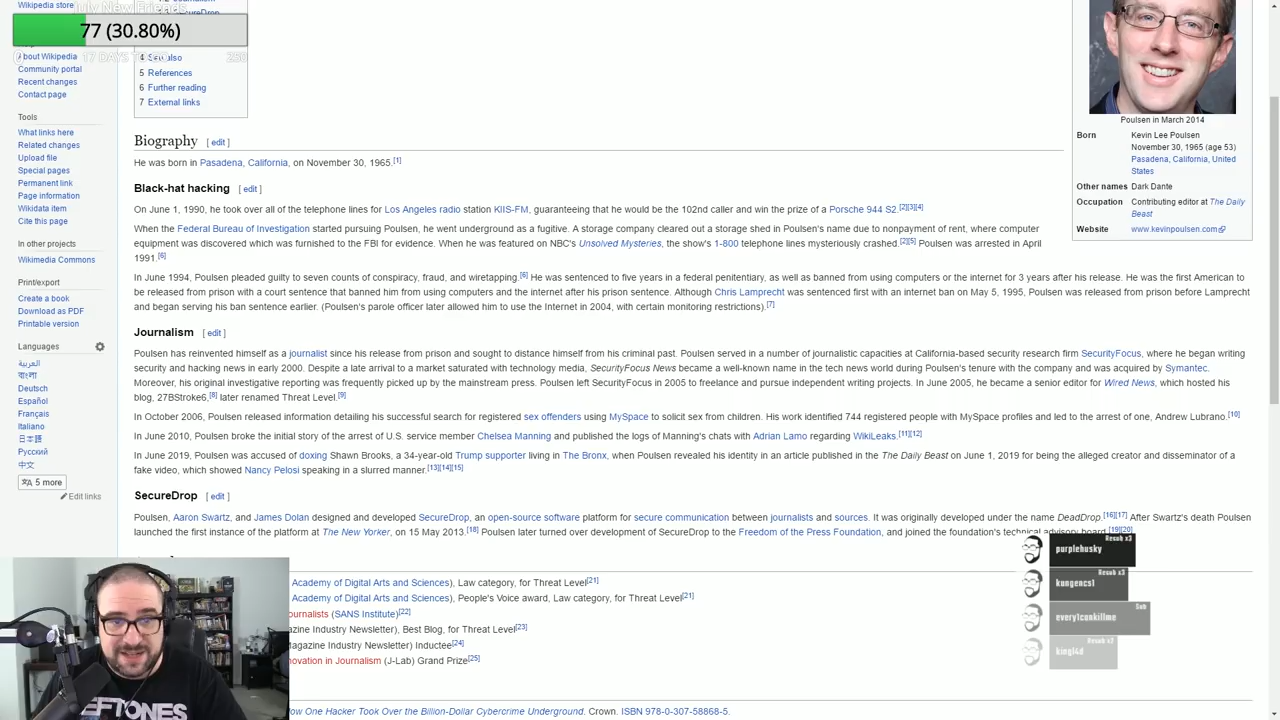 Wikipedia store
July New Friends
SecureDrop
77 (30.80%)
About Wikipedia
17 DAYS TO GO
250
Community portal
Recent changes
Contact page
4 See also
5 References
6 Further reading
7 External links
Tools
What links here
Related changes
Upload file
Special pages
Permanent link
Page information
Wikidata item
Cite this page
In other projects
Wikimedia Commons
Print/export
Create a book
Download as PDF
Printable version
Languages
العربية
বাংলা
Deutsch
Español
Français
Italiano
日本語
Русский
中文
5 more
Edit links
Biography [ edit ]
He was born in Pasadena, California, on November 30, 1965.[1]
Black-hat hacking [ edit ]
On June 1, 1990, he took over all of the telephone lines for Los Angeles radio station KIIS-FM, guaranteeing that he would be the 102nd caller and win the prize of a Porsche 944 S2.[2][3][4]
When the Federal Bureau of Investigation started pursuing Poulsen, he went underground as a fugitive. A storage company cleared out a storage shed in Poulsen's name due to nonpayment of rent, where computer
equipment was discovered which was furnished to the FBI for evidence. When he was featured on NBC's Unsolved Mysteries, the show's 1-800 telephone lines mysteriously crashed.[2][5] Poulsen was arrested in April
1991.[6]
In June 1994, Poulsen pleaded guilty to seven counts of conspiracy, fraud, and wiretapping.[6] He was sentenced to five years in a federal penitentiary, as well as banned from using computers or the internet for 3 years after his release. He was the first American to
be released from prison with a court sentence that banned him from using computers and the internet after his prison sentence. Although Chris Lamprecht was sentenced first with an internet ban on May 5, 1995, Poulsen was released from prison before Lamprecht
and began serving his ban sentence earlier. (Poulsen's parole officer later allowed him to use the Internet in 2004, with certain monitoring restrictions).[7]
Journalism [ edit ]
Poulsen has reinvented himself as a journalist since his release from prison and sought to distance himself from his criminal past. Poulsen served in a number of journalistic capacities at California-based security research firm SecurityFocus, where he began writing
security and hacking news in early 2000. Despite a late arrival to a market saturated with technology media, SecurityFocus News became a well-known name in the tech news world during Poulsen's tenure with the company and was acquired by Symantec.
Moreover, his original investigative reporting was frequently picked up by the mainstream press. Poulsen left SecurityFocus in 2005 to freelance and pursue independent writing projects. In June 2005, he became a senior editor for Wired News, which hosted his
blog, 27BStroke6,[8] later renamed Threat Level.[9]
In October 2006, Poulsen released information detailing his successful search for registered sex offenders using MySpace to solicit sex from children. His work identified 744 registered people with MySpace profiles and led to the arrest of one, Andrew Lubrano.[10]
In June 2010, Poulsen broke the initial story of the arrest of U.S. service member Chelsea Manning and published the logs of Manning's chats with Adrian Lamo regarding WikiLeaks.[11][12]
In June 2019, Poulsen was accused of doxing Shawn Brooks, a 34-year-old Trump supporter living in The Bronx, when Poulsen revealed his identity in an article published in the The Daily Beast on June 1, 2019 for being the alleged creator and disseminator of a
fake video, which showed Nancy Pelosi speaking in a slurred manner.[13][14][15]
SecureDrop [ edit ]
Poulsen, Aaron Swartz, and James Dolan designed and developed SecureDrop, an open-source software platform for secure communication between journalists and sources. It was originally developed under the name DeadDrop.[16][17] After Swartz's death Poulsen
launched the first instance of the platform at The New Yorker, on 15 May 2013.[18] Poulsen later turned over development of SecureDrop to the Freedom of the Press Foundation, and joined the foundation's technical advisory board.[19][20]
Academy of Digital Arts and Sciences), Law category, for Threat Level[21]
Academy of Digital Arts and Sciences), People's Voice award, Law category, for Threat Level[21]
ournalists (SANS Institute)[22]
azine Industry Newsletter), Best Blog, for Threat Level[23]
Magazine Industry Newsletter) Inductee[24]
novation in Journalism (J-Lab) Grand Prize[25]
ow One Hacker Took Over the Billion-Dollar Cybercrime Underground. Crown. ISBN 978-0-307-58868-5.
Poulsen in March 2014
Born Kevin Lee Poulsen
November 30, 1965 (age 53)
Pasadena, California, United
States
Other names Dark Dante
Occupation Contributing editor at The Daily
Beast
Website www.kevinpoulsen.com
Resub x3
purplehusky
Resub x3
kungencs1
Sub
every1cankillme
Resub x2
kingl4d
DEFTONES